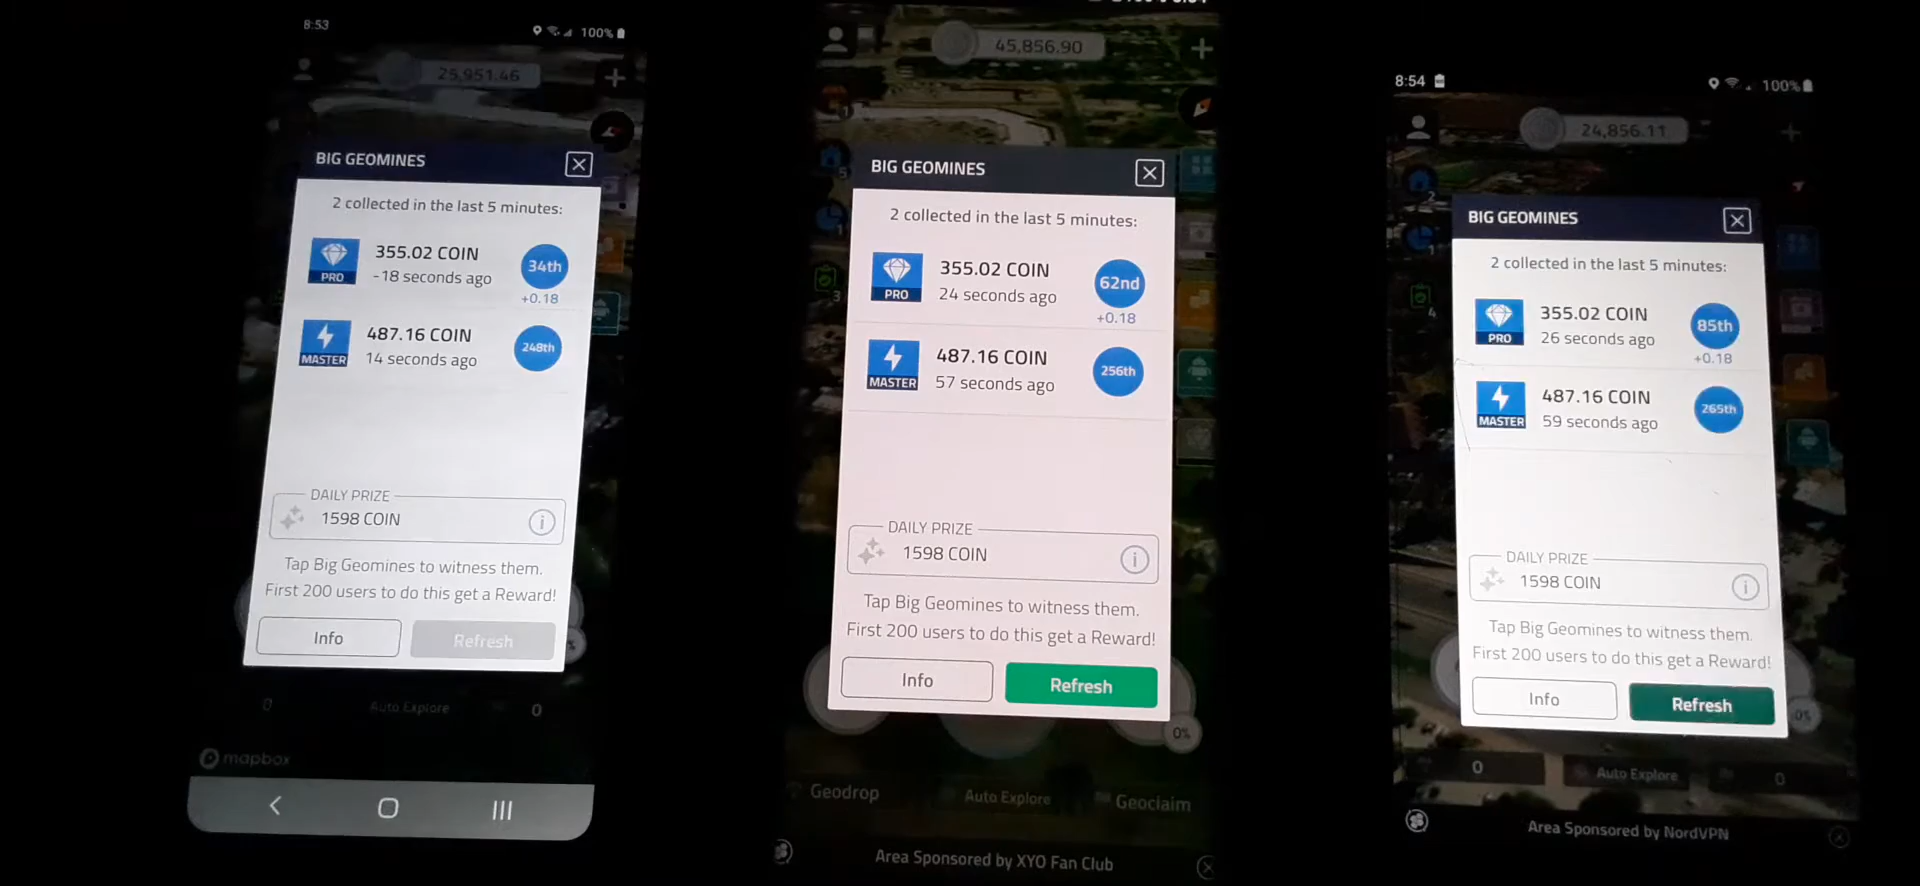 8:53
100%
25,951.46
BIG GEOMINES
2 collected in the last 5 minutes:
355.02 COIN
PRO
-18 seconds ago
34th
+0.18
487.16 COIN
MASTER
14 seconds ago
248th
DAILY PRIZE
1598 COIN
Tap Big Geomines to witness them.
First 200 users to do this get a Reward!
Info
Refresh
0
Auto Explore
0
mapbox
45,856.90
BIG GEOMINES
2 collected in the last 5 minutes:
355.02 COIN
PRO
24 seconds ago
62nd
+0.18
487.16 COIN
MASTER
57 seconds ago
256th
DAILY PRIZE
1598 COIN
Tap Big Geomines to witness them.
First 200 users to do this get a Reward!
Info
Refresh
0%
Geodrop
Auto Explore
Geoclaim
Area Sponsored by XYO Fan Club
8:54
100%
24,856.11
BIG GEOMINES
2 collected in the last 5 minutes:
355.02 COIN
PRO
26 seconds ago
85th
+0.18
487.16 COIN
MASTER
59 seconds ago
265th
DAILY PRIZE
1598 COIN
Tap Big Geomines to witness them.
First 200 users to do this get a Reward!
Info
Refresh
0%
0
Auto Explore
0
Area Sponsored by NordVPN